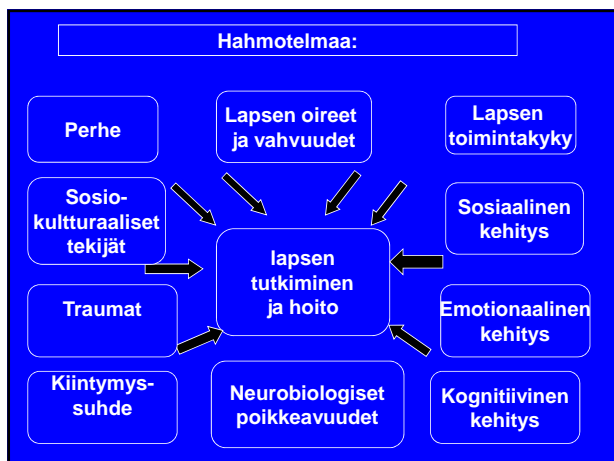 Hahmotelmaa:
Perhe
Lapsen oireet
ja vahvuudet
Lapsen
toimintakyky
Sosio-
kultturaaliset
tekijät
lapsen
tutkiminen
ja hoito
Sosiaalinen
kehitys
Traumat
Emotionaalinen
kehitys
Kiintymys-
suhde
Neurobiologiset
poikkeavuudet
Kognitiivinen
kehitys